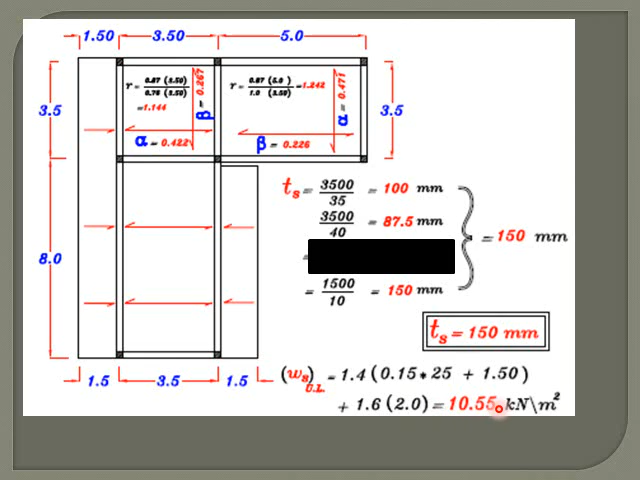 1.50 3.50 5.0
r = 0.87 (3.50) / 0.76 (3.50)
= 1.144
β = 0.267
α = 0.422
r = 0.87 (5.0) / 1.0 (3.50) = 1.242
α = 0.471
β = 0.226
3.5
3.5
8.0
ts = 3500 / 35 = 100 mm
3500 / 40 = 87.5 mm
=
= 1500 / 10 = 150 mm
= 150 mm
ts = 150 mm
1.5 3.5 1.5
(ws) U.L. = 1.4 ( 0.15 * 25 + 1.50 )
+ 1.6 (2.0) = 10.55 kN\m²